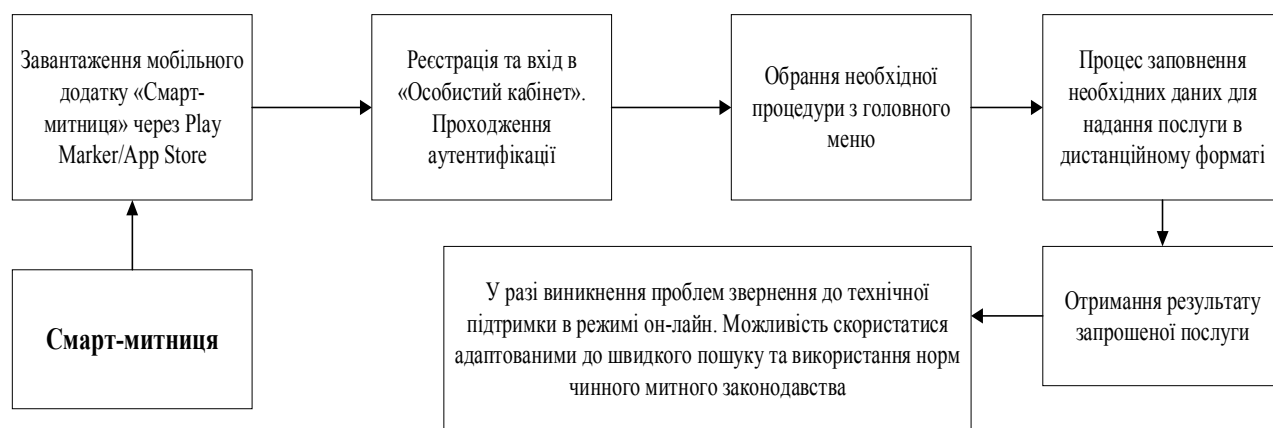 Завантаження мобільного
додатку «Смарт-
митниця» через Play
Marker/App Store
Реєстрація та вхід в
«Особистий кабінет».
Проходження
аутентифікації
Обрання необхідної
процедури з головного
меню
Процес заповнення
необхідних даних для
надання послуги в
дистанційному форматі
Смарт-митниця
У разі виникнення проблем звернення до технічної
підтримки в режимі он-лайн. Можливість скористатися
адаптованими до швидкого пошуку та використання норм
чинного митного законодавства
Отримання результату
запрошеної послуги